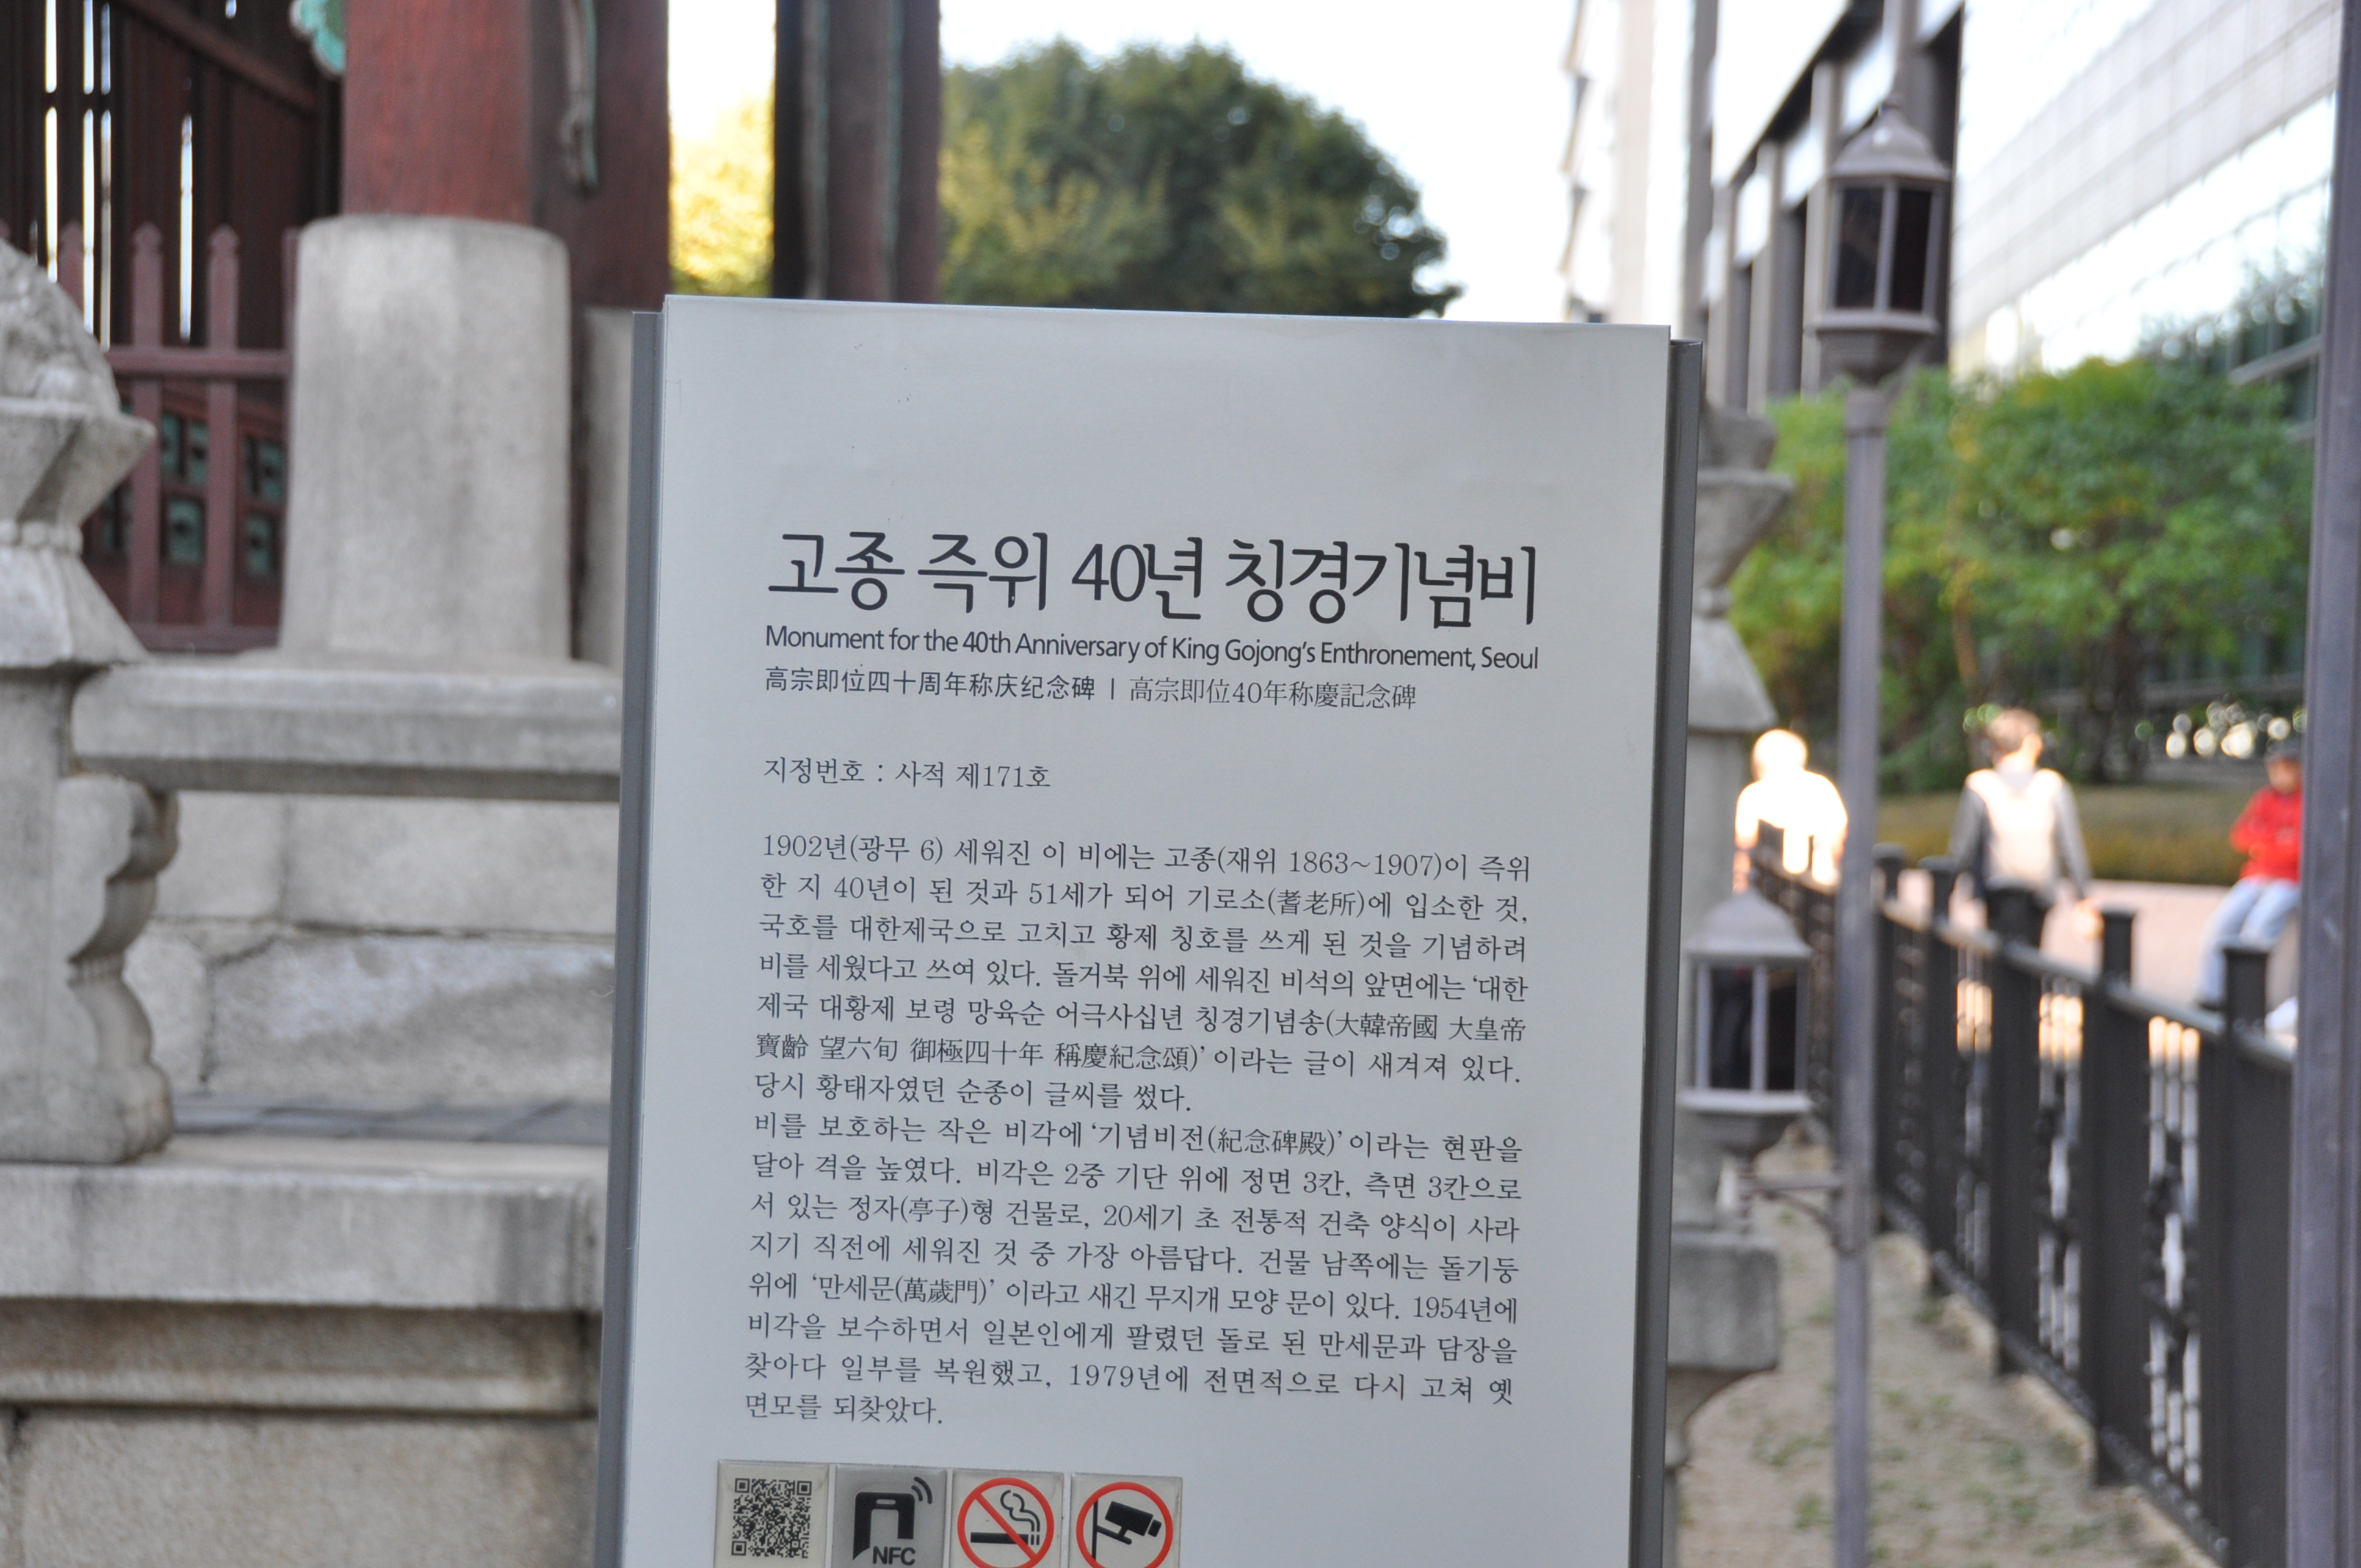 고종 즉위 40년 칭경기념비
Monument for the 40th Anniversary of King Gojong's Enthronement, Seoul
高宗即位四十周年称庆纪念碑 | 高宗即位40年称慶記念碑
지정번호 : 사적 제171호
1902년(광무 6) 세워진 이 비에는 고종(재위 1863~1907)이 즉위
한 지 40년이 된 것과 51세가 되어 기로소(耆老所)에 입소한 것,
국호를 대한제국으로 고치고 황제 칭호를 쓰게 된 것을 기념하려
비를 세웠다고 쓰여 있다. 돌거북 위에 세워진 비석의 앞면에는 '대한
제국 대황제 보령 망육순 어극사십년 칭경기념송(大韓帝國 大皇帝
寶齡 望六旬 御極四十年 稱慶紀念頌)' 이라는 글이 새겨져 있다.
당시 황태자였던 순종이 글씨를 썼다.
비를 보호하는 작은 비각에 '기념비전(紀念碑殿)' 이라는 현판을
달아 격을 높였다. 비각은 2중 기단 위에 정면 3칸, 측면 3칸으로
서 있는 정자(亭子)형 건물로, 20세기 초 전통적 건축 양식이 사라
지기 직전에 세워진 것 중 가장 아름답다. 건물 남쪽에는 돌기둥
위에 '만세문(萬歲門)' 이라고 새긴 무지개 모양 문이 있다. 1954년에
비각을 보수하면서 일본인에게 팔렸던 돌로 된 만세문과 담장을
찾아다 일부를 복원했고, 1979년에 전면적으로 다시 고쳐 옛
면모를 되찾았다.
NFC